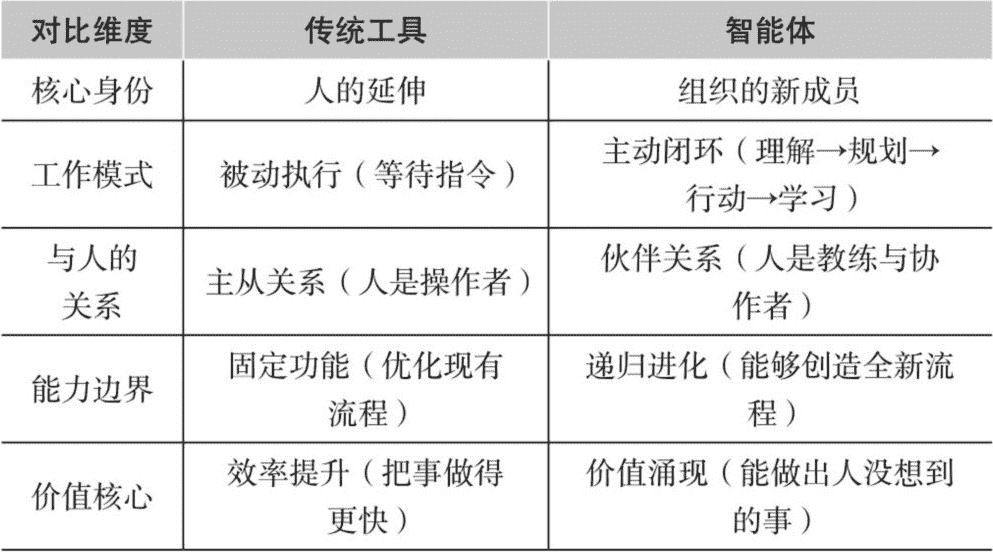 对比维度 传统工具 智能体
核心身份 人的延伸 组织的新成员
工作模式 被动执行（等待指令） 主动闭环（理解→规划→
行动→学习）
与人的
关系
主从关系（人是操作者）
伙伴关系（人是教练与协
作者）
能力边界
固定功能（优化现有
流程）
递归进化（能够创造全新流
程）
价值核心
效率提升（把事做得
更快）
价值涌现（能做出人没想到
的事）